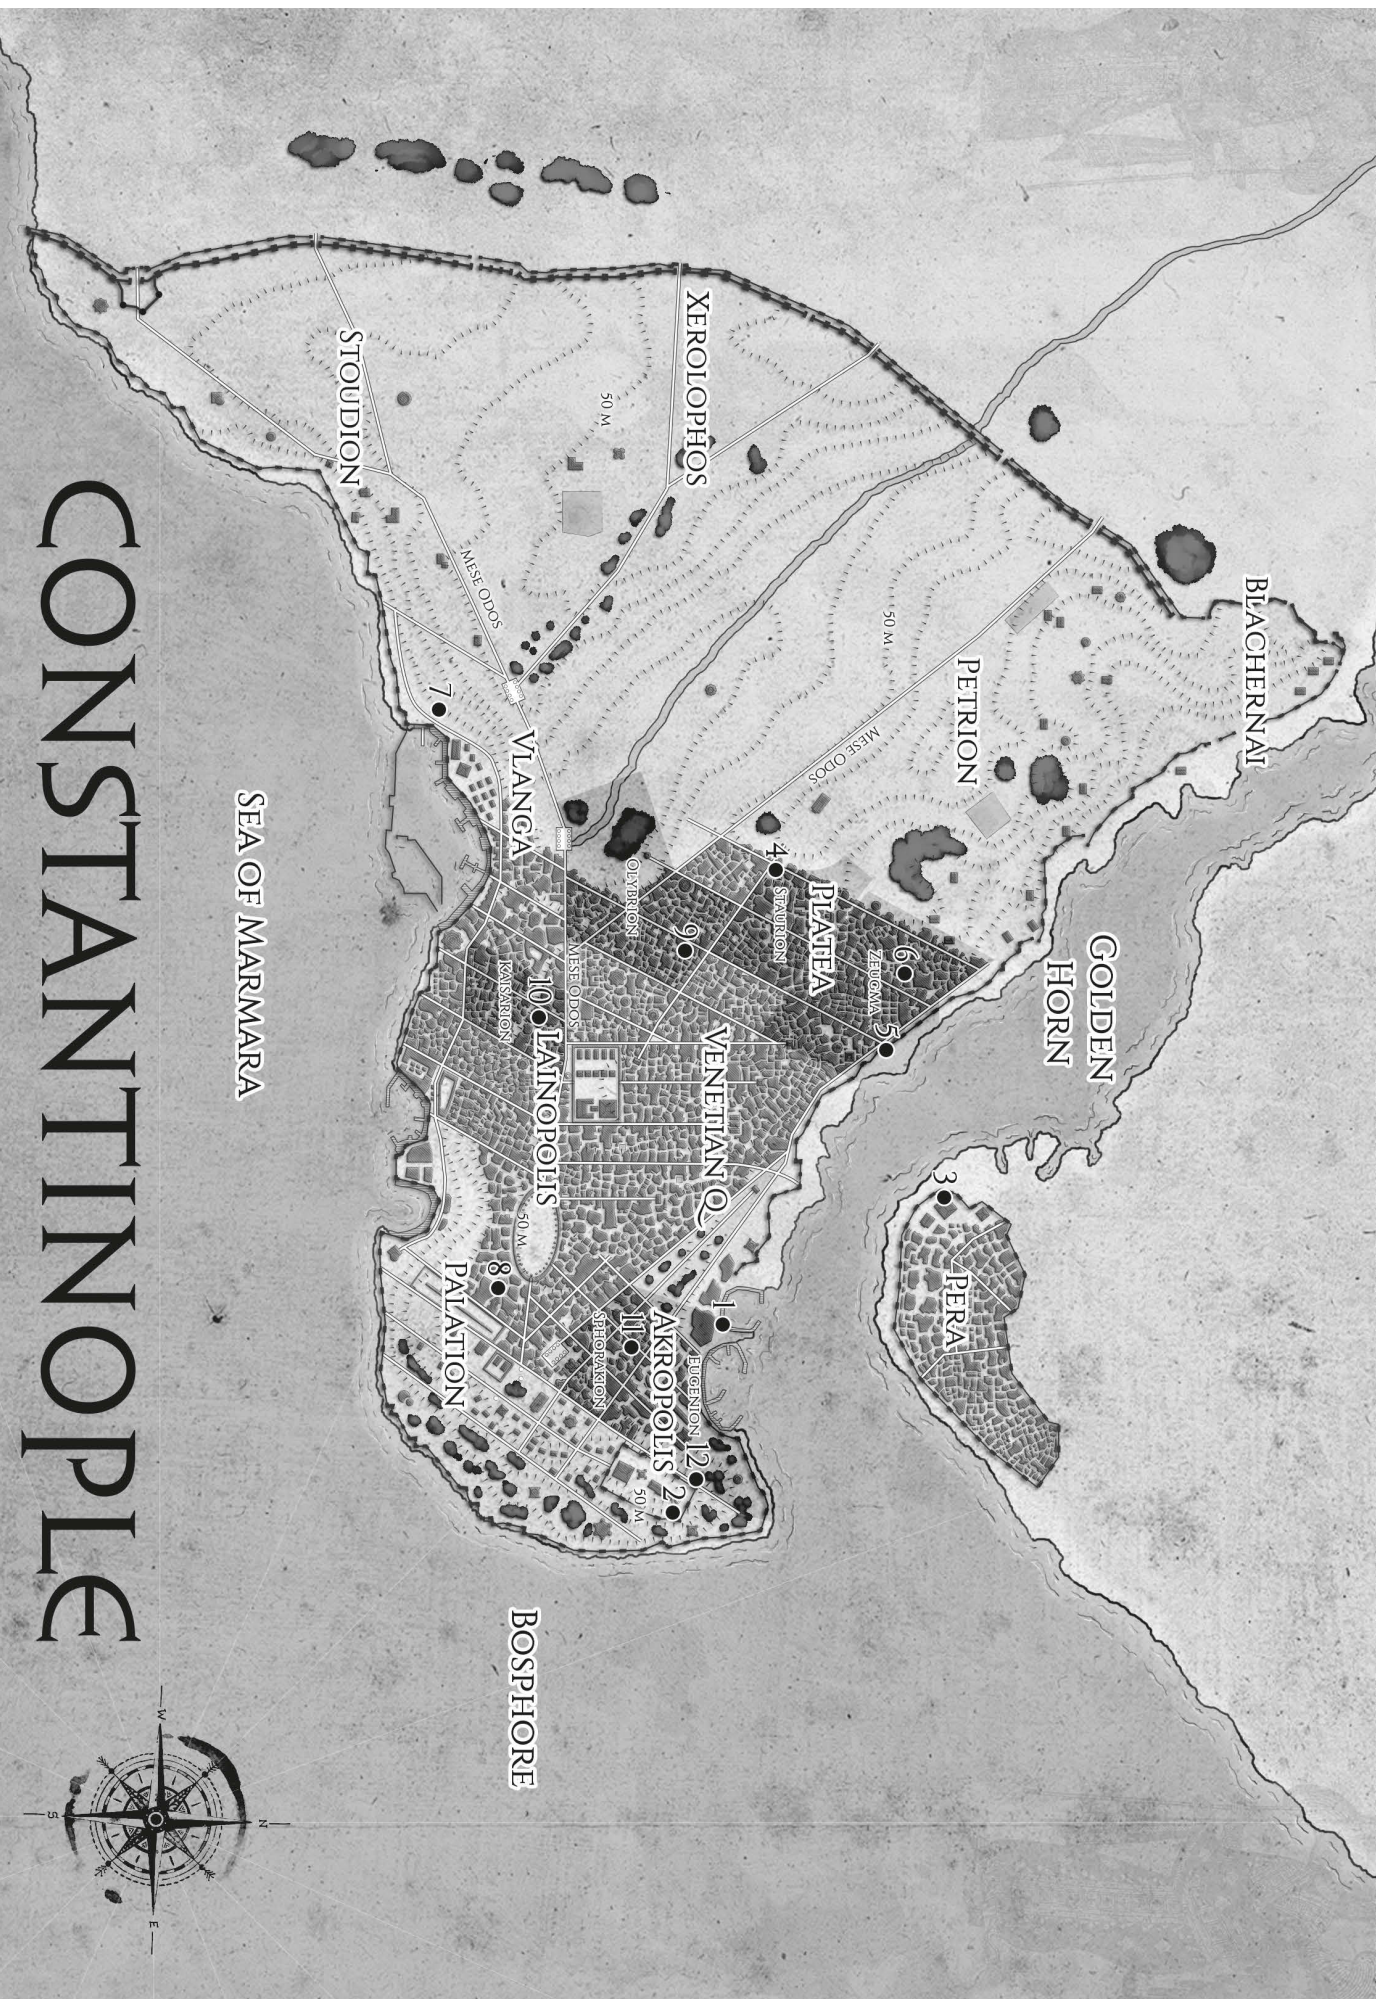 BLACHERNAI
GOLDEN
HORN
PETRION
3
PERA
6
ZEUGMA
50 M
5
MESE ODOS
PLATEA
4
STAURION
1
VENETIAN Q
XEROLOPHOS
12
EUGENION
9
2
AKROPOLIS
50 M
OLYBRION
11
50 M
SPHORAKION
MESE ODOS
LAINOPOLIS
10
VLANGA
50 M
BOSPHORE
KAISARION
8
MESE ODOS
PALATION
7
STOUDION
SEA OF MARMARA
N
W
E
S
CONSTANTINOPLE